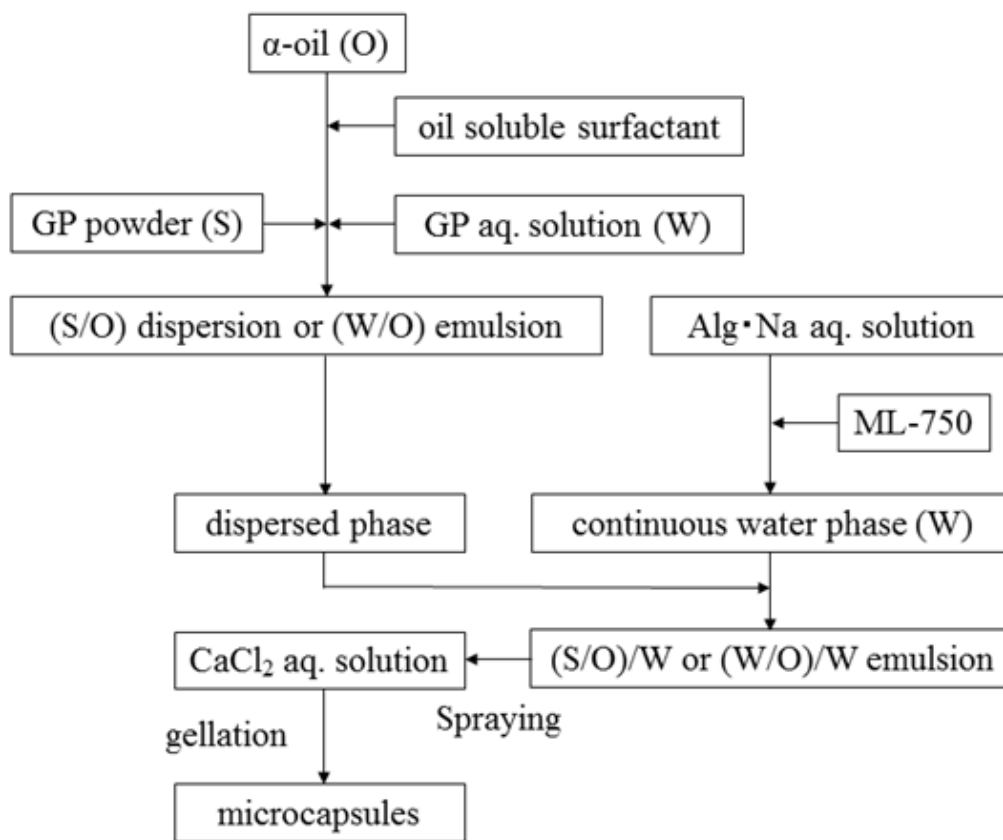 α-oil (O)
oil soluble surfactant
GP powder (S)
GP aq. solution (W)
(S/O) dispersion or (W/O) emulsion
Alg・Na aq. solution
ML-750
dispersed phase
continuous water phase (W)
CaCl₂ aq. solution
(S/O)/W or (W/O)/W emulsion
Spraying
gellation
microcapsules